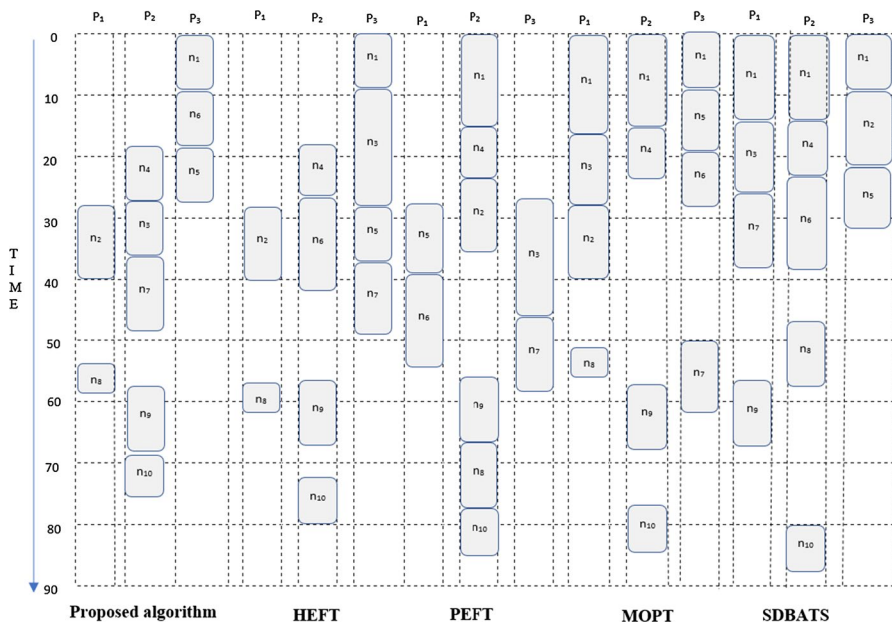 P₁ P₂ P₃ P₁ P₂ P₃ P₁ P₂ P₃ P₁ P₂ P₃ P₁ P₂ P₃
0
n₁ n₁ n₁ n₁ n₁ n₁ n₁ n₁ n₁
10
n₆ n₃ n₅ n₂
20
n₄ n₅ n₄ n₄ n₃ n₄ n₆ n₃ n₄ n₅
30
n₂ n₃ n₂ n₆ n₅ n₅ n₂ n₃ n₂ n₇ n₆
40
n₇ n₇ n₆
50
n₈ n₈ n₇ n₈ n₇ n�8
60
n₉ n₉ n₉ n₉ n₉
70
n₁₀ n₁₀ n₈
80
n₁₀ n₁₀ n₁₀
90
TIME
Proposed algorithm HEFT PEFT MOPT SDBATS